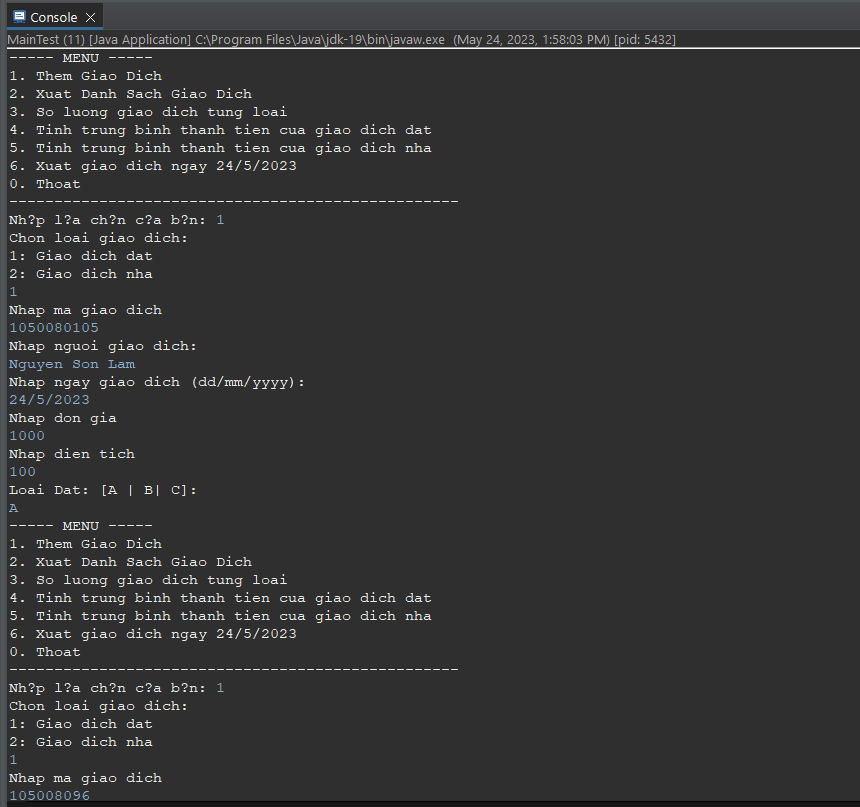 Console
MainTest (11) [Java Application] C:\Program Files\Java\jdk-19\bin\javaw.exe (May 24, 2023, 1:58:03 PM) [pid: 5432]
----- MENU -----
1. Them Giao Dich
2. Xuat Danh Sach Giao Dich
3. So luong giao dich tung loai
4. Tinh trung binh thanh tien cua giao dich dat
5. Tinh trung binh thanh tien cua giao dich nha
6. Xuat giao dich ngay 24/5/2023
0. Thoat
--------------------------------------------------
Nh?p l?a ch?n c?a b?n: 1
Chon loai giao dich:
1: Giao dich dat
2: Giao dich nha
1
Nhap ma giao dich
1050080105
Nhap nguoi giao dich:
Nguyen Son Lam
Nhap ngay giao dich (dd/mm/yyyy):
24/5/2023
Nhap don gia
1000
Nhap dien tich
100
Loai Dat: [A | B| C]:
A
----- MENU -----
1. Them Giao Dich
2. Xuat Danh Sach Giao Dich
3. So luong giao dich tung loai
4. Tinh trung binh thanh tien cua giao dich dat
5. Tinh trung binh thanh tien cua giao dich nha
6. Xuat giao dich ngay 24/5/2023
0. Thoat
--------------------------------------------------
Nh?p l?a ch?n c?a b?n: 1
Chon loai giao dich:
1: Giao dich dat
2: Giao dich nha
1
Nhap ma giao dich
105008096